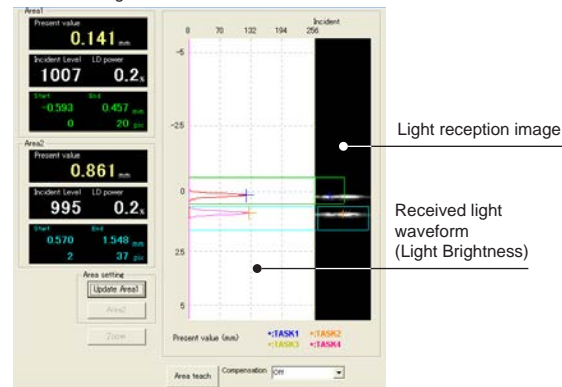 Area1
Present value
0.141 mm
Incident Level LD power
1007 0.2%
Start End
-0.593 0.457 mm
0 20 pix
Area2
Present value
0.861 mm
Incident Level LD power
995 0.2%
Start End
0.570 1.548 mm
2 37 pix
Area setting
Update Area1
Area2
Zoom
Incident
0 70 132 194 256
-5
-2.5
0
2.5
5
Present value (mm)
+:TASK1 +:TASK2
+:TASK3 +:TASK4
Area teach Compensation Off
Light reception image
Received light
waveform
(Light Brightness)